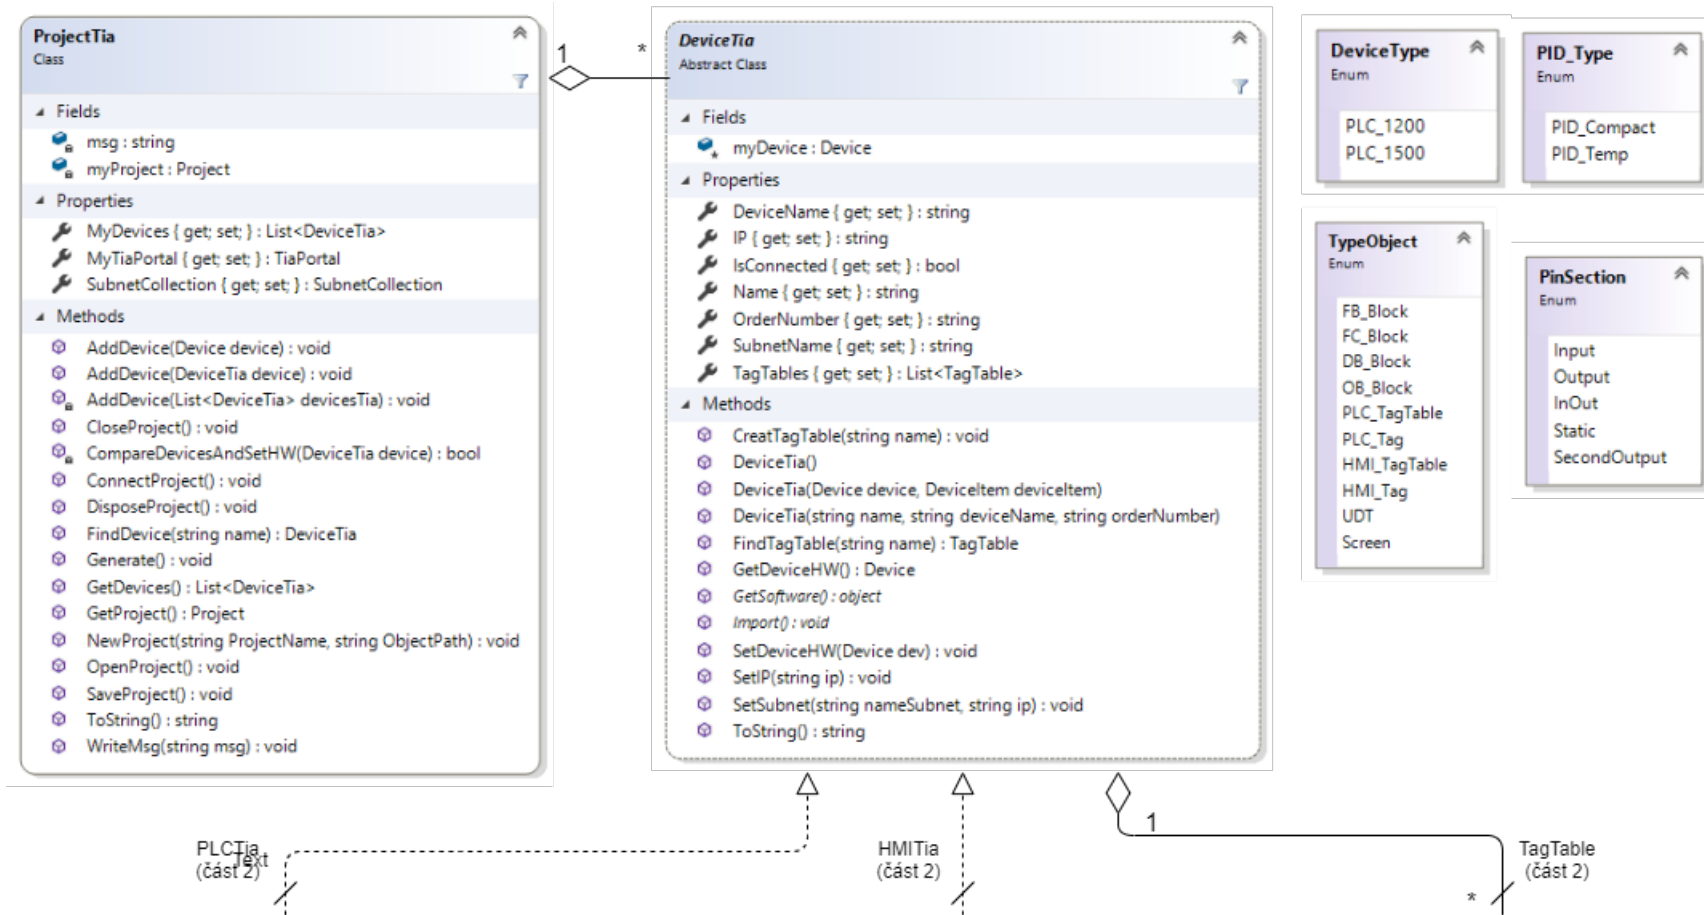 ProjectTia
Class
Fields
msg : string
myProject : Project
Properties
MyDevices { get; set; } : List<DeviceTia>
MyTiaPortal { get; set; } : TiaPortal
SubnetCollection { get; set; } : SubnetCollection
Methods
AddDevice(Device device) : void
AddDevice(DeviceTia device) : void
AddDevice(List<DeviceTia> devicesTia) : void
CloseProject() : void
CompareDevicesAndSetHW(DeviceTia device) : bool
ConnectProject() : void
DisposeProject() : void
FindDevice(string name) : DeviceTia
Generate() : void
GetDevices() : List<DeviceTia>
GetProject() : Project
NewProject(string ProjectName, string ObjectPath) : void
OpenProject() : void
SaveProject() : void
ToString() : string
WriteMsg(string msg) : void
1
*
DeviceTia
Abstract Class
Fields
myDevice : Device
Properties
DeviceName { get; set; } : string
IP { get; set; } : string
IsConnected { get; set; } : bool
Name { get; set; } : string
OrderNumber { get; set; } : string
SubnetName { get; set; } : string
TagTables { get; set; } : List<TagTable>
Methods
CreatTagTable(string name) : void
DeviceTia()
DeviceTia(Device device, DeviceItem deviceItem)
DeviceTia(string name, string deviceName, string orderNumber)
FindTagTable(string name) : TagTable
GetDeviceHW() : Device
GetSoftware() : object
Import() : void
SetDeviceHW(Device dev) : void
SetIP(string ip) : void
SetSubnet(string nameSubnet, string ip) : void
ToString() : string
DeviceType
Enum
PLC_1200
PLC_1500
PID_Type
Enum
PID_Compact
PID_Temp
TypeObject
Enum
FB_Block
FC_Block
DB_Block
OB_Block
PLC_TagTable
PLC_Tag
HMI_TagTable
HMI_Tag
UDT
Screen
PinSection
Enum
Input
Output
InOut
Static
SecondOutput
PLCTia
Text
(část 2)
HMITia
(část 2)
1
TagTable
(část 2)
*